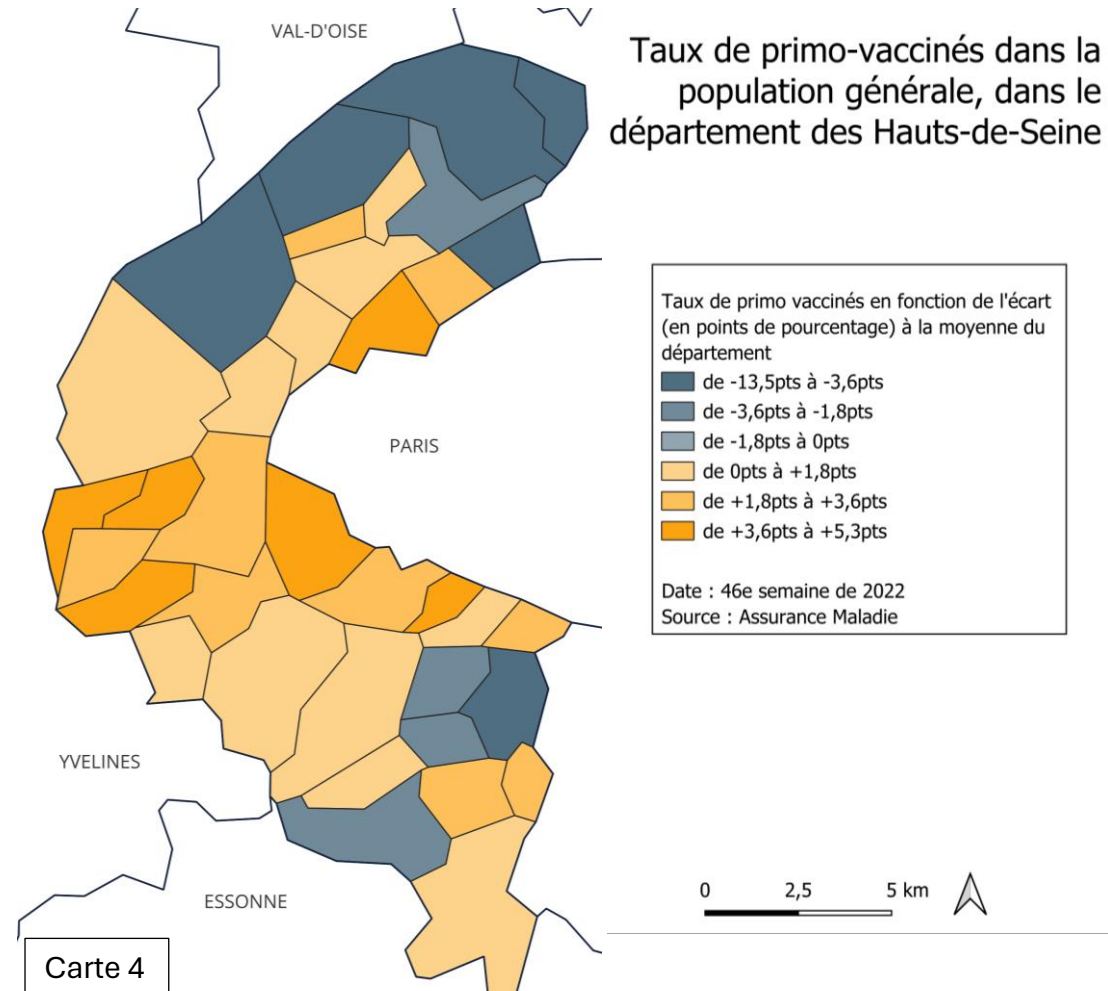 VAL-D'OISE
Taux de primo-vaccinés dans la
population générale, dans le
département des Hauts-de-Seine
Taux de primo vaccinés en fonction de l'écart
(en points de pourcentage) à la moyenne du
département
de -13,5pts à -3,6pts
de -3,6pts à -1,8pts
de -1,8pts à 0pts
de 0pts à +1,8pts
de +1,8pts à +3,6pts
de +3,6pts à +5,3pts
Date : 46e semaine de 2022
Source : Assurance Maladie
PARIS
YVELINES
ESSONNE
0 2,5 5 km
Carte 4